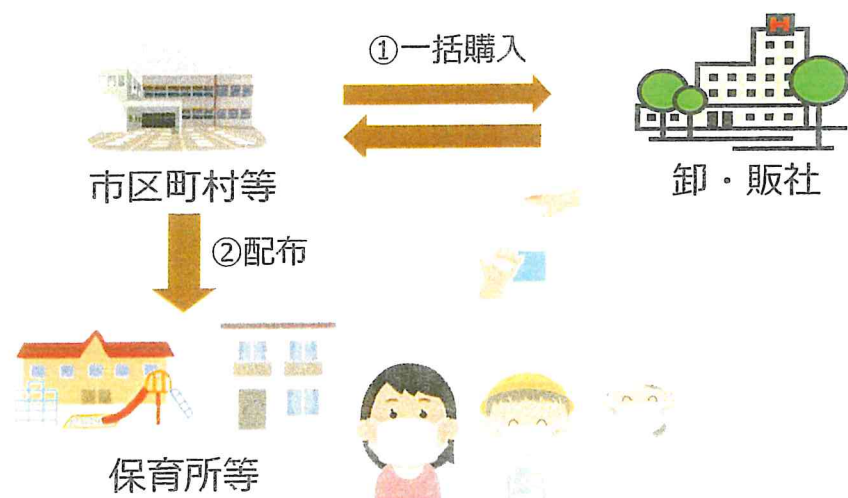 ①一括購入
市区町村等
卸・販社
②配布
保育所等